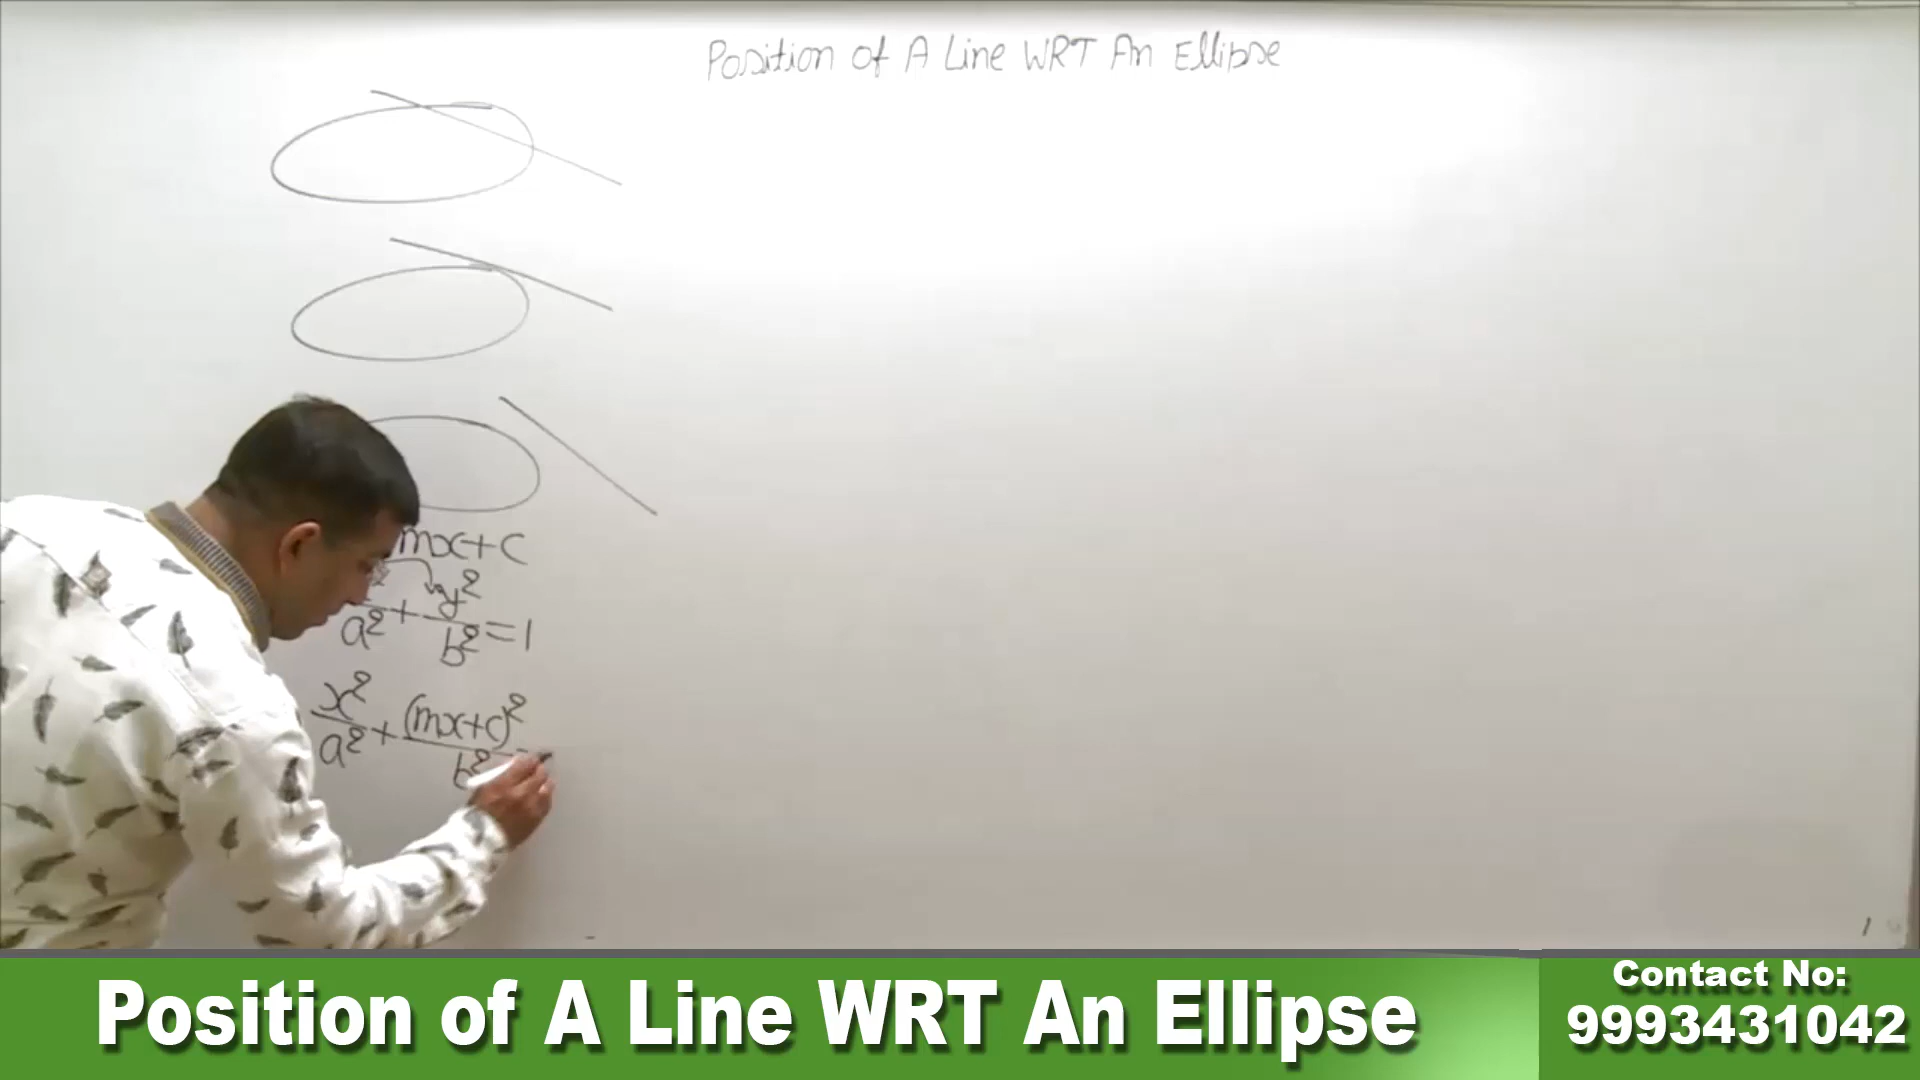 Position of A Line WRT An Ellipse
mx+c
a² + y²/b² = 1
x²/a² + (mx+c)²/b²
Position of A Line WRT An Ellipse
Contact No:
9993431042